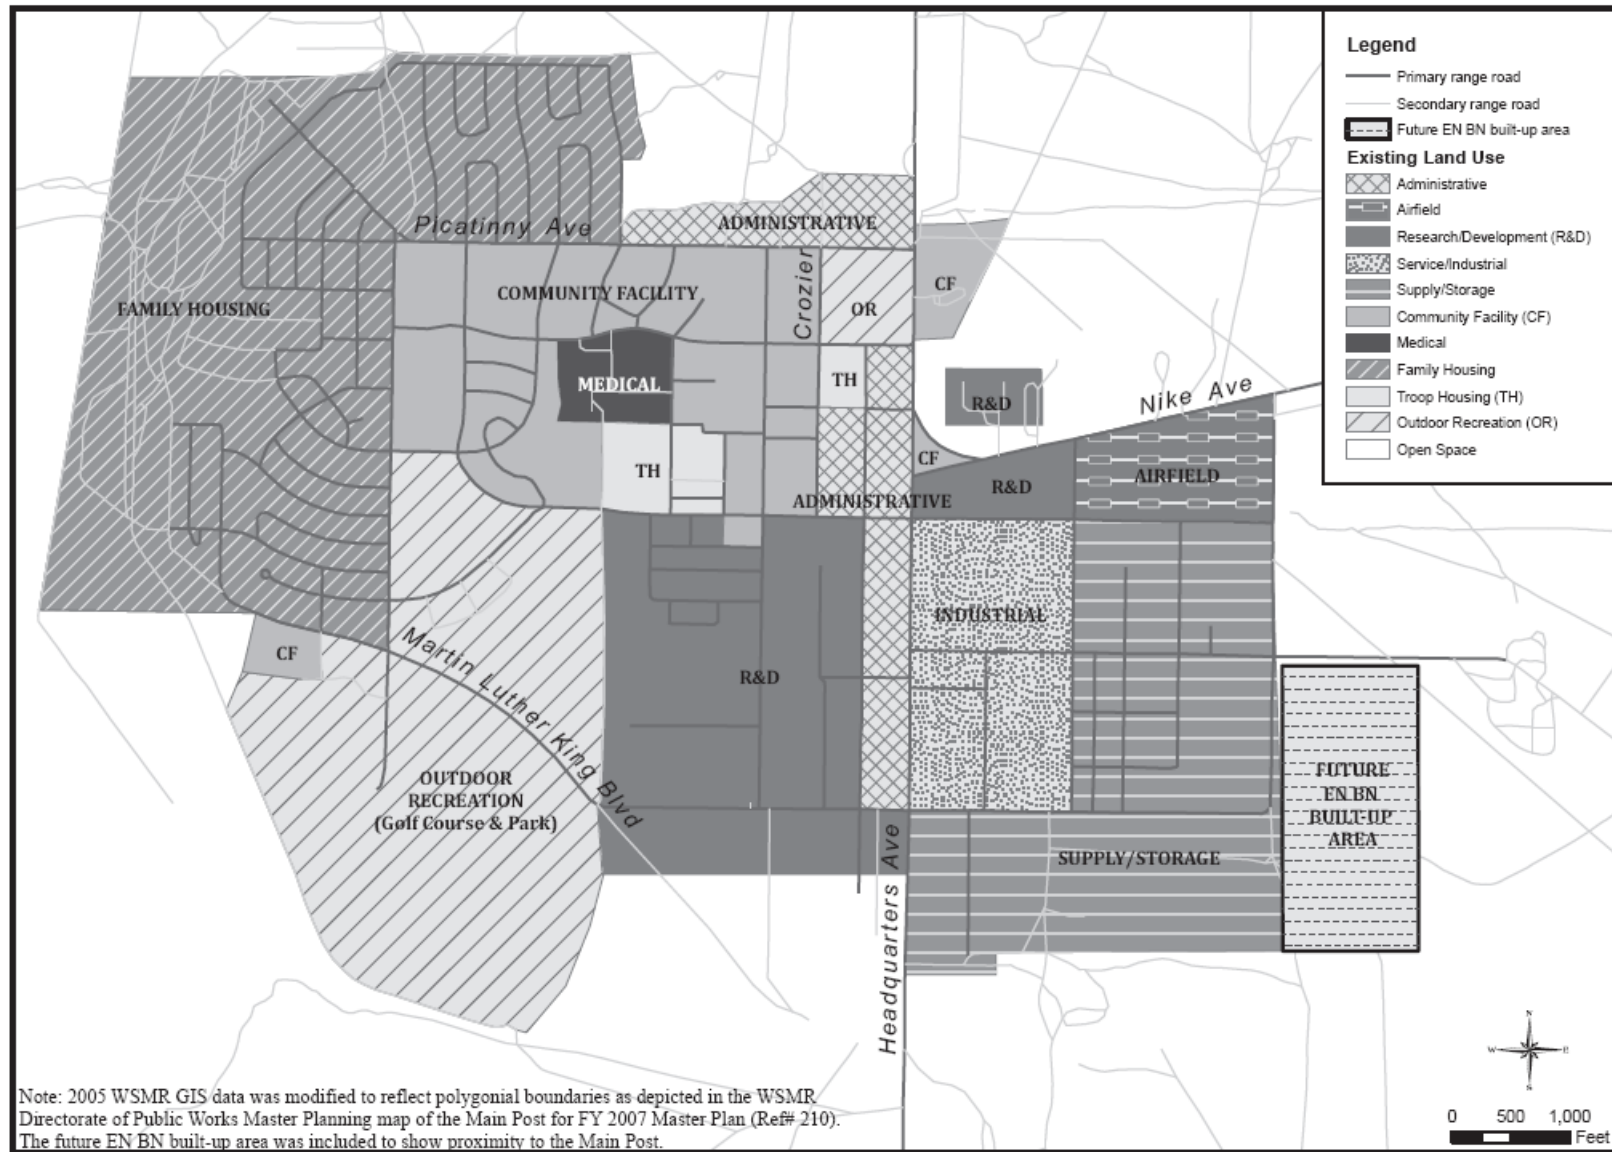 Legend
Primary range road
Secondary range road
Future EN BN built-up area
Existing Land Use
Administrative
Airfield
Research/Development (R&D)
Service/Industrial
Supply/Storage
Community Facility (CF)
Medical
Family Housing
Troop Housing (TH)
Outdoor Recreation (OR)
Open Space
Picatinny Ave
ADMINISTRATIVE
Crozier
CF
COMMUNITY FACILITY
FAMILY HOUSING
OR
MEDICAL
TH
R&D
Nike Ave
CF
TH
AIRFIELD
R&D
ADMINISTRATIVE
INDUSTRIAL
CF
Martin Luther King Blvd
R&D
OUTDOOR
RECREATION
(Golf Course & Park)
FUTURE
EN BN
BUILT-UP
AREA
SUPPLY/STORAGE
Headquarters Ave
N
W
E
S
0 500 1,000
Feet
Note: 2005 WSMR GIS data was modified to reflect polygonial boundaries as depicted in the WSMR
Directorate of Public Works Master Planning map of the Main Post for FY 2007 Master Plan (Ref# 210).
The future EN BN built-up area was included to show proximity to the Main Post.